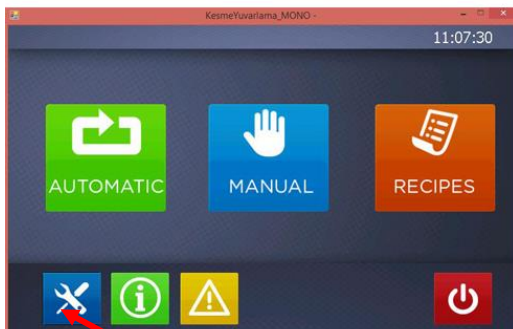 KesmeYuvarlama_MONO -
11:07:30
AUTOMATIC
MANUAL
RECIPES